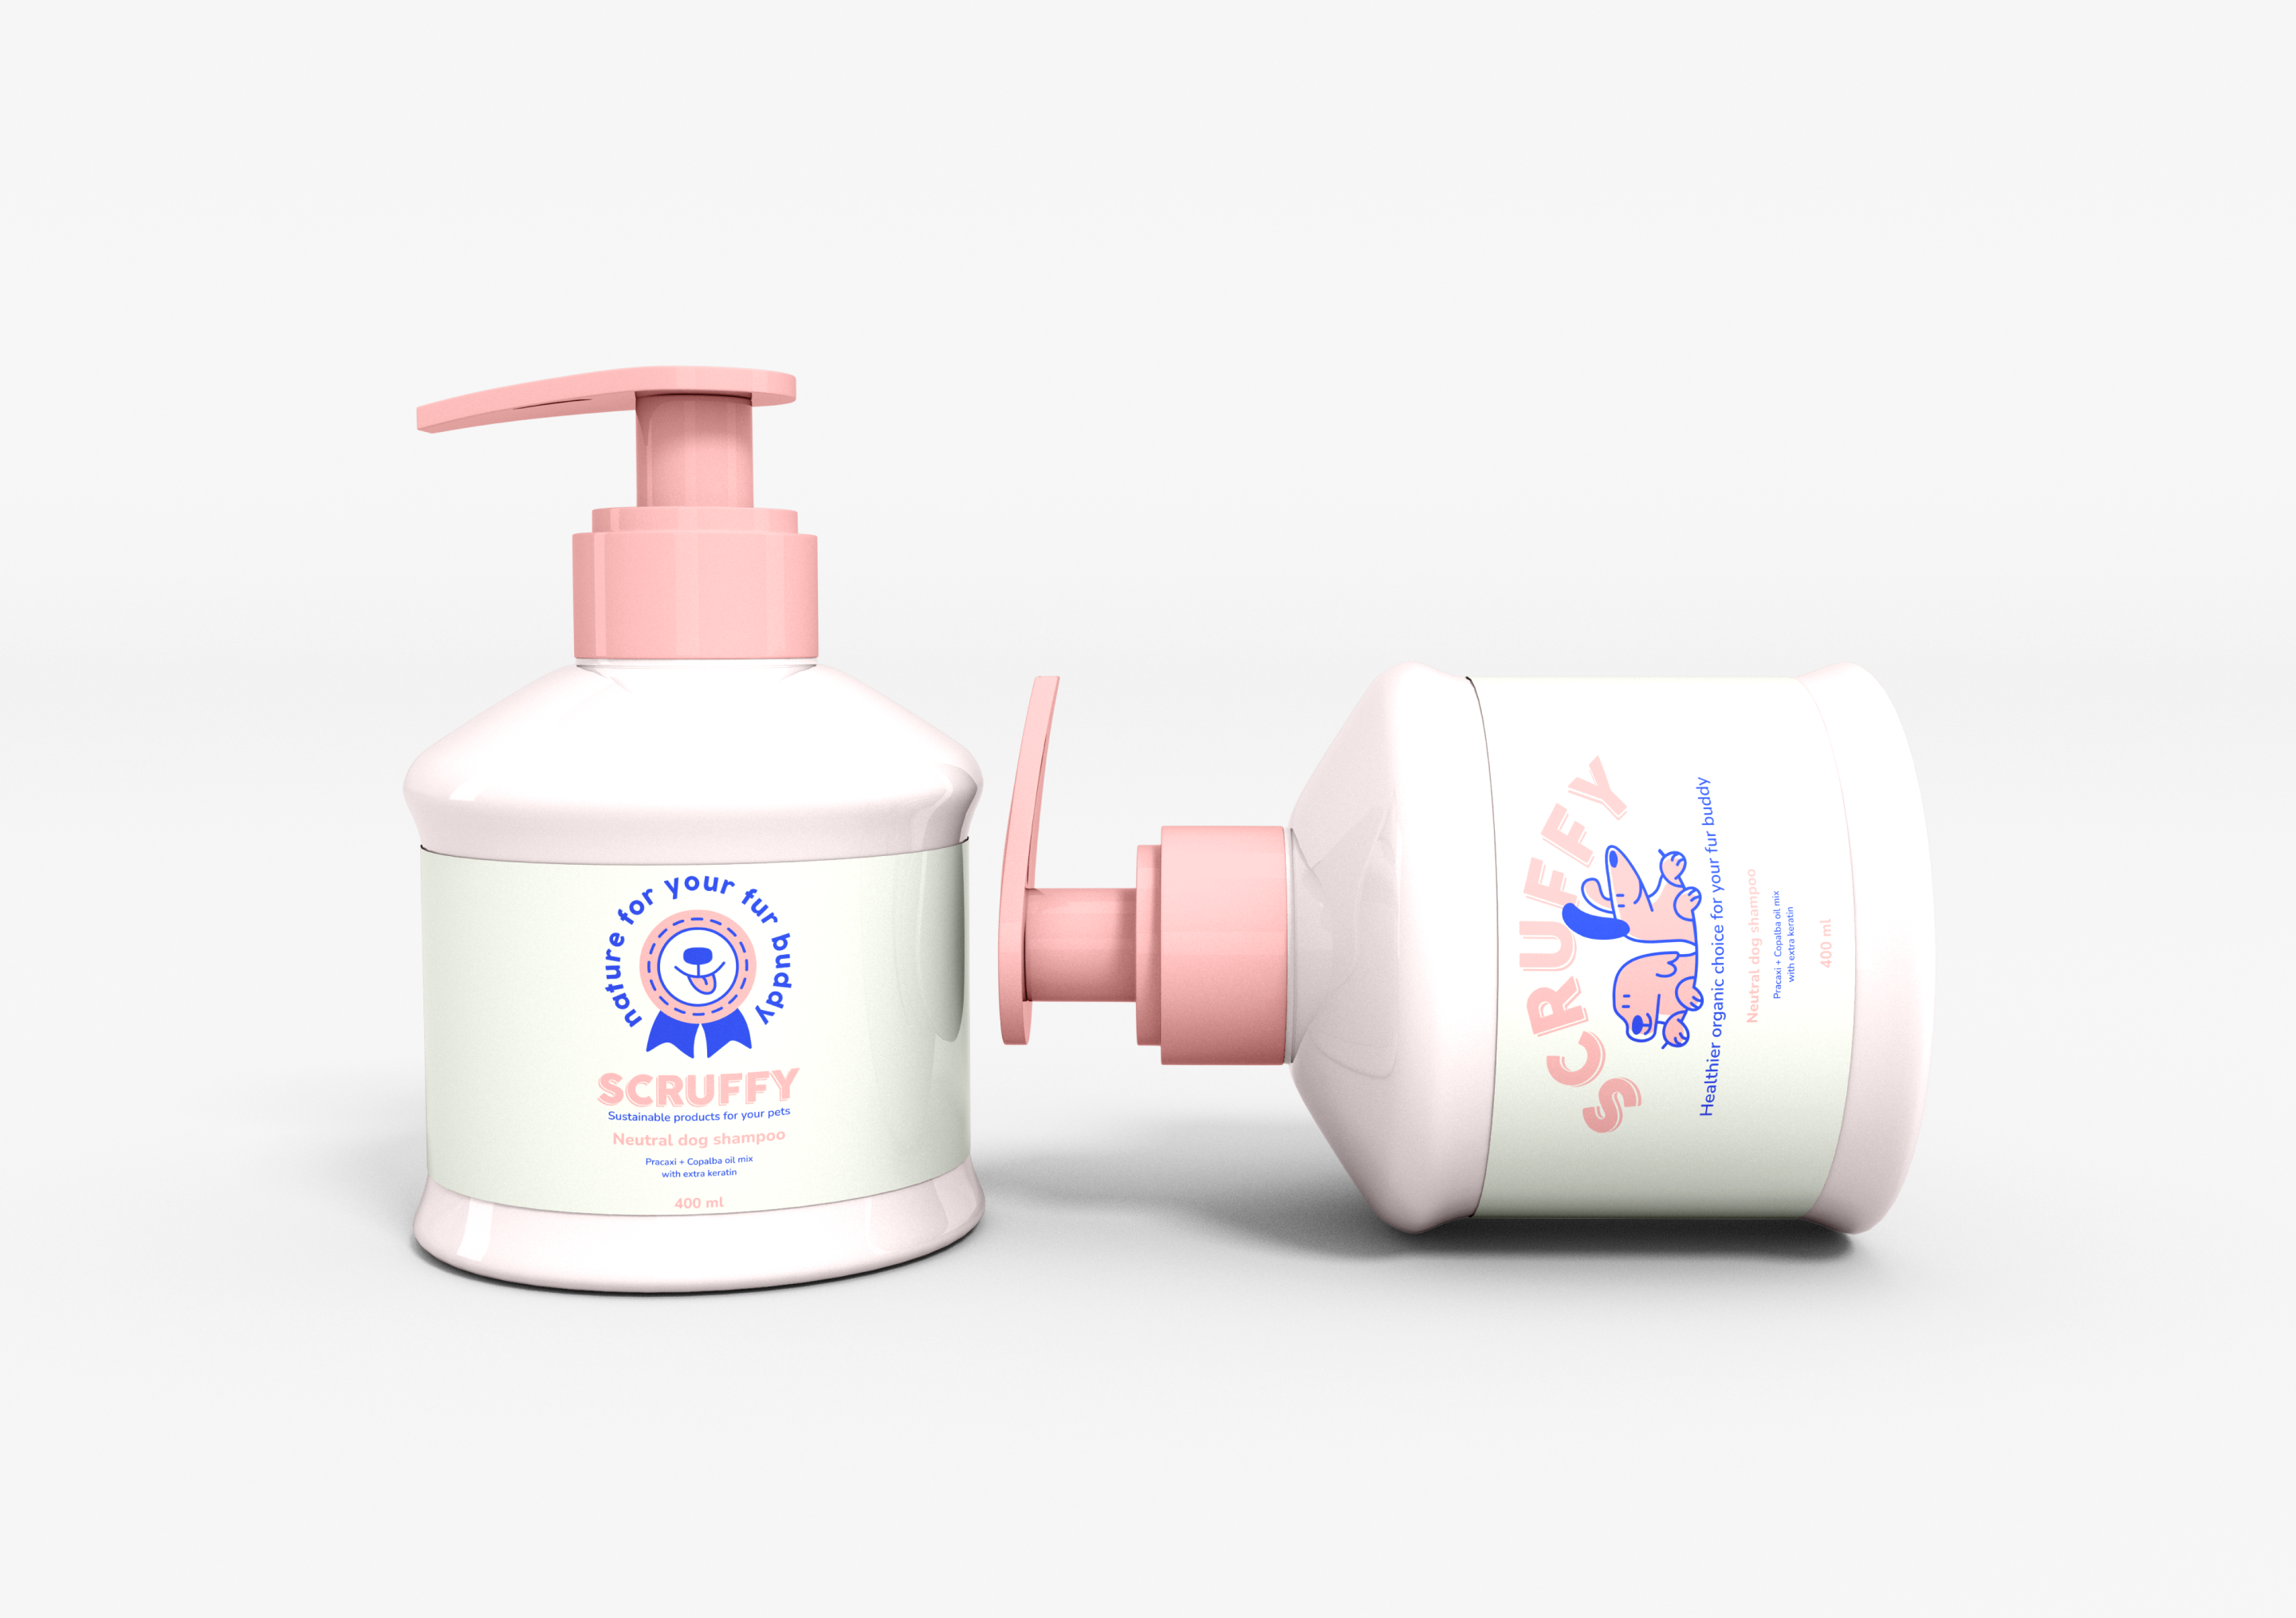 nature for your fur buddy
SCRUFFY
Sustainable products for your pets
Neutral dog shampoo
Pracaxi + Copalba oil mix
with extra keratin
400 ml
SCRUFFY
Healthier organic choice for your fur buddy
Neutral dog shampoo
Pracaxi + Copalba oil mix
with extra keratin
400 ml